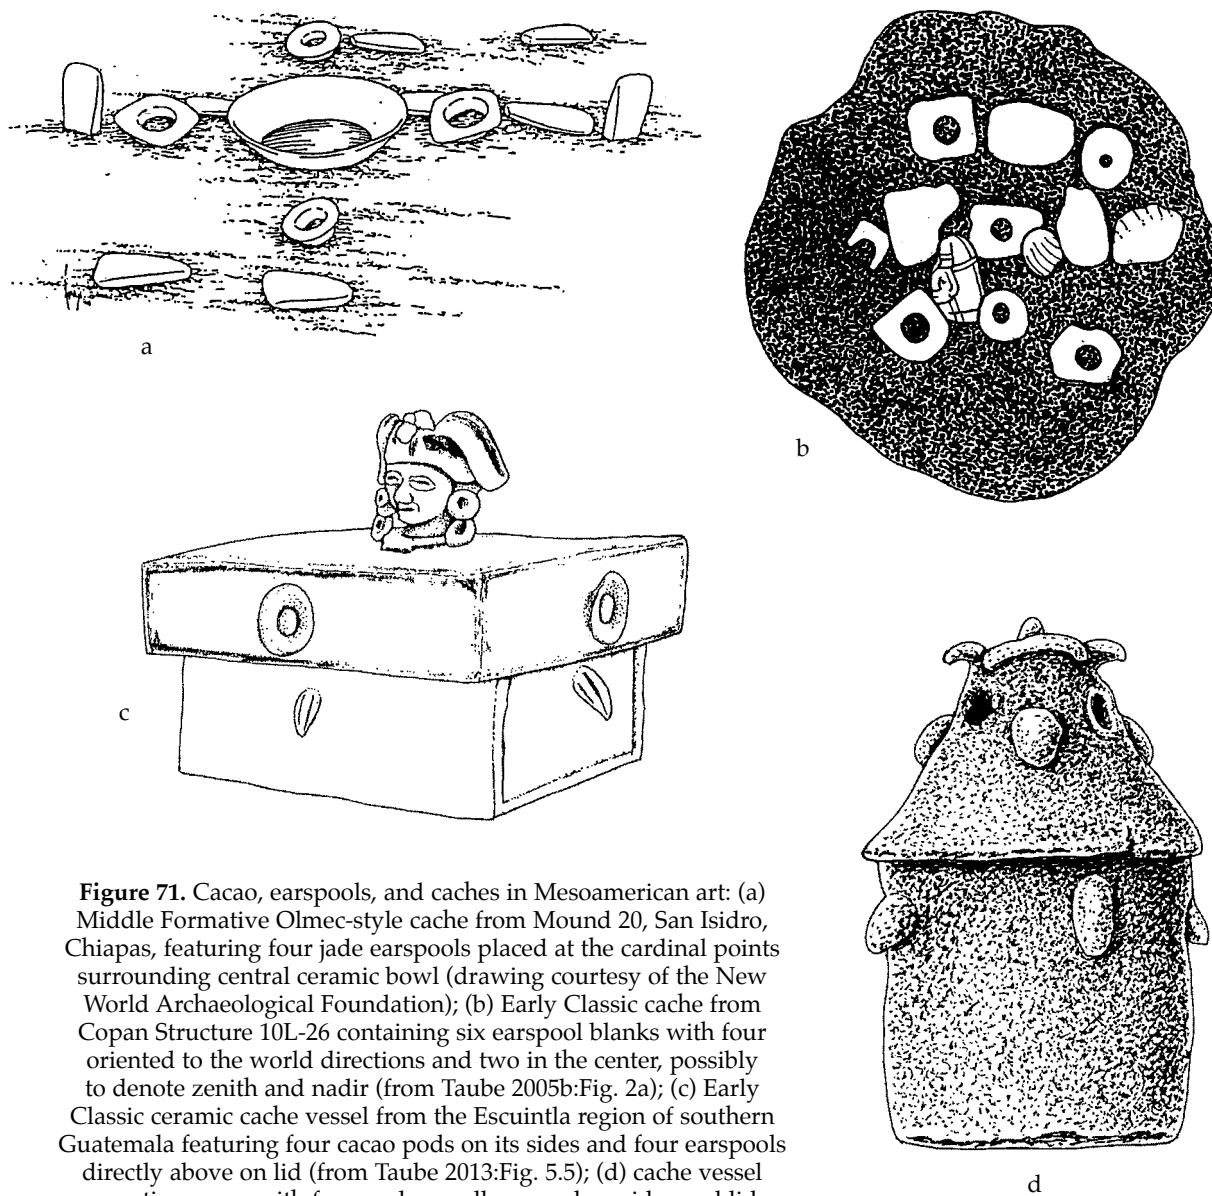 a
b
c
d
Figure 71. Cacao, earspools, and caches in Mesoamerican art: (a)
Middle Formative Olmec-style cache from Mound 20, San Isidro,
Chiapas, featuring four jade earspools placed at the cardinal points
surrounding central ceramic bowl (drawing courtesy of the New
World Archaeological Foundation); (b) Early Classic cache from
Copan Structure 10L-26 containing six earspool blanks with four
oriented to the world directions and two in the center, possibly
to denote zenith and nadir (from Taube 2005b:Fig. 2a); (c) Early
Classic ceramic cache vessel from the Escuintla region of southern
Guatemala featuring four cacao pods on its sides and four earspools
directly above on lid (from Taube 2013:Fig. 5.5); (d) cache vessel